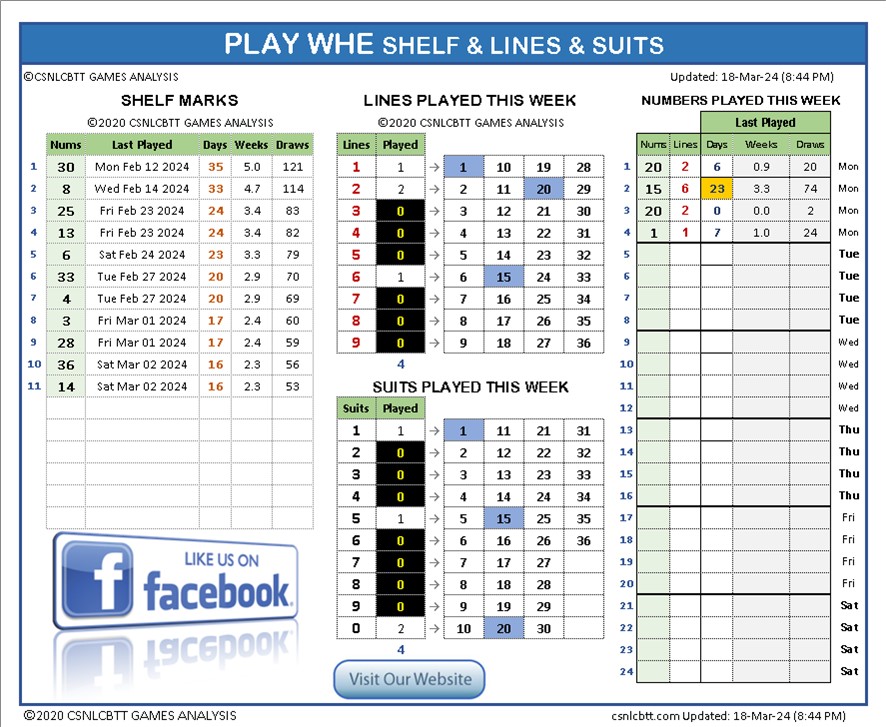 PLAY WHE SHELF & LINES & SUITS
©CSNLCBTT GAMES ANALYSIS
Updated: 18-Mar-24 (8:44 PM)
SHELF MARKS
©2020 CSNLCBTT GAMES ANALYSIS
Nums Last Played Days Weeks Draws
1 30 Mon Feb 12 2024 35 5.0 121
2 8 Wed Feb 14 2024 33 4.7 114
3 25 Fri Feb 23 2024 24 3.4 83
4 13 Fri Feb 23 2024 24 3.4 82
5 6 Sat Feb 24 2024 23 3.3 79
6 33 Tue Feb 27 2024 20 2.9 70
7 4 Tue Feb 27 2024 20 2.9 69
8 3 Fri Mar 01 2024 17 2.4 60
9 28 Fri Mar 01 2024 17 2.4 59
10 36 Sat Mar 02 2024 16 2.3 56
11 14 Sat Mar 02 2024 16 2.3 53
LIKE US ON
facebook.
LINES PLAYED THIS WEEK
©2020 CSNLCBTT GAMES ANALYSIS
Lines Played
1 1 → 1 10 19 28
2 2 → 2 11 20 29
3 0 → 3 12 21 30
4 0 → 4 13 22 31
5 0 → 5 14 23 32
6 1 → 6 15 24 33
7 0 → 7 16 25 34
8 0 → 8 17 26 35
9 0 → 9 18 27 36
4
SUITS PLAYED THIS WEEK
Suits Played
1 1 → 1 11 21 31
2 0 → 2 12 22 32
3 0 → 3 13 23 33
4 0 → 4 14 24 34
5 1 → 5 15 25 35
6 0 → 6 16 26 36
7 0 → 7 17 27
8 0 → 8 18 28
9 0 → 9 19 29
0 2 → 10 20 30
4
Visit Our Website
NUMBERS PLAYED THIS WEEK
Last Played
Nums Lines Days Weeks Draws
1 20 2 6 0.9 20 Mon
2 15 6 23 3.3 74 Mon
3 20 2 0 0.0 2 Mon
4 1 1 7 1.0 24 Mon
5 Tue
6 Tue
7 Tue
8 Tue
9 Wed
10 Wed
11 Wed
12 Wed
13 Thu
14 Thu
15 Thu
16 Thu
17 Fri
18 Fri
19 Fri
20 Fri
21 Sat
22 Sat
23 Sat
24 Sat
©2020 CSNLCBTT GAMES ANALYSIS
csnlcbtt.com Updated: 18-Mar-24 (8:44 PM)